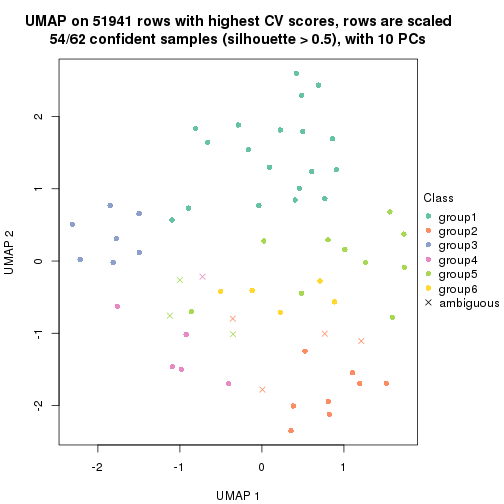 UMAP on 51941 rows with highest CV scores, rows are scaled
54/62 confident samples (silhouette > 0.5), with 10 PCs
2
1
0
-1
-2
UMAP 2
-2
-1
0
1
UMAP 1
Class
group1
group2
group3
group4
group5
group6
ambiguous